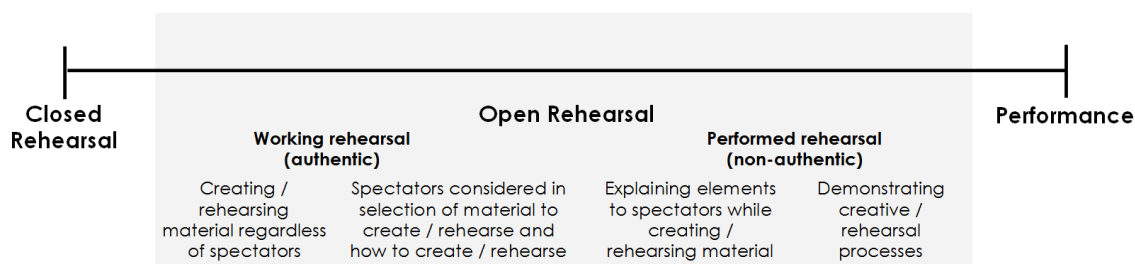 Closed
Rehearsal
Open Rehearsal
Performance
Working rehearsal
(authentic)
Performed rehearsal
(non-authentic)
Creating /
rehearsing
material regardless
of spectators
Spectators considered in
selection of material to
create / rehearse and
how to create / rehearse
Explaining elements
to spectators while
creating /
rehearsing material
Demonstrating
creative /
rehearsal
processes